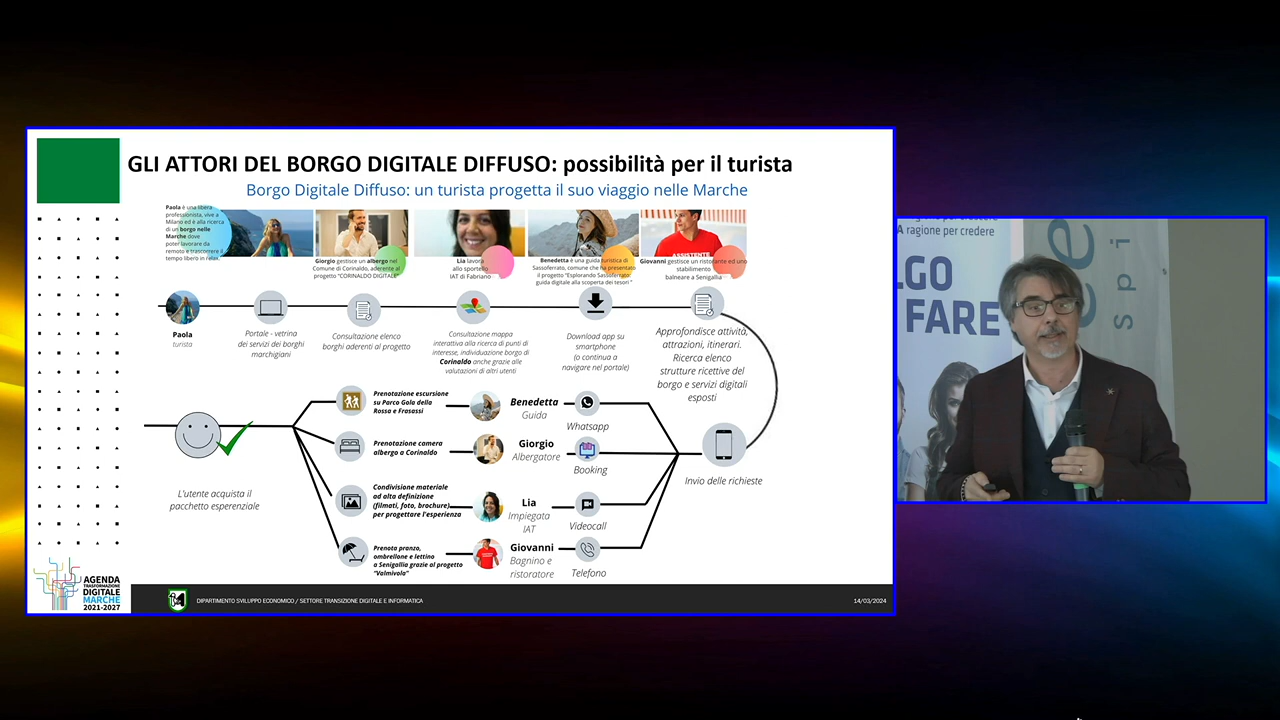 GLI ATTORI DEL BORGO DIGITALE DIFFUSO: possibilità per il turista
Borgo Digitale Diffuso: un turista progetta il suo viaggio nelle Marche
Paola è una libera
professionista, vive a
Milano ed è alla ricerca
di un borgo nelle
Marche dove
poter lavorare da
remoto e trascorrere il
tempo libero in relax.
Giorgio gestisce un albergo nel
Comune di Corinaldo, aderente al
progetto "CORINALDO DIGITALE"
Lia lavora
allo sportello
IAT di Fabriano
Benedetta è una guida turistica di
Sassoferrato, comune che ha presentato
il progetto "Esplorando Sassoferrato:
guida digitale alla scoperta dei tesori "
Giovanni gestisce un ristorante ed uno
stabilimento
balneare a Senigallia
Paola
turista
Portale - vetrina
dei servizi dei borghi
marchigiani
Consultazione elenco
borghi aderenti al progetto
Consultazione mappa
interattiva alla ricerca di punti di
interesse, individuazione borgo di
Corinaldo anche grazie alle
valutazioni di altri utenti
Download app su
smartphone
(o continua a
navigare nel portale)
Approfondisce attività,
attrazioni, itinerari.
Ricerca elenco
strutture ricettive del
borgo e servizi digitali
esposti
Invio delle richieste
Prenotazione escursione
su Parco Gola della
Rossa e Frasassi
Benedetta
Guida
Whatsapp
Prenotazione camera
albergo a Corinaldo
Giorgio
Albergatore
Booking
Condivisione materiale
ad alta definizione
(filmati, foto, brochure)
per progettare l'esperienza
Lia
Impiegata
IAT
Videocall
Prenota pranzo,
ombrellone e lettino
a Senigallia grazie al progetto
"Valmivola"
Giovanni
Bagnino e
ristoratore
Telefono
L'utente acquista il
pacchetto esperenziale
AGENDA
TRASFORMAZIONE
DIGITALE
MARCHE
2021-2027
DIPARTIMENTO SVILUPPO ECONOMICO / SETTORE TRANSIZIONE DIGITALE E INFORMATICA
14/03/2024
A ragione per credere
LGO
FARE
spi